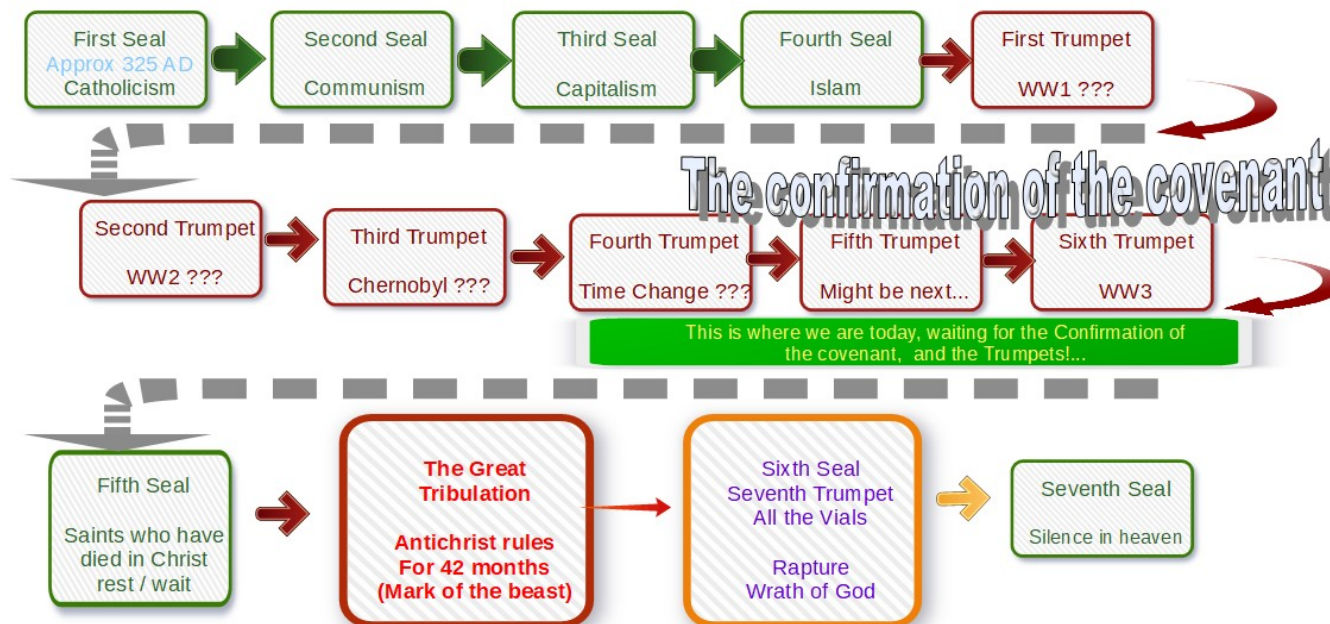 First Seal
Approx 325 AD
Catholicism
Second Seal
Communism
Third Seal
Capitalism
Fourth Seal
Islam
First Trumpet
WW1 ???
The confirmation of the covenant
Second Trumpet
WW2 ???
Third Trumpet
Chernobyl ???
Fourth Trumpet
Time Change ???
Fifth Trumpet
Might be next...
Sixth Trumpet
WW3
This is where we are today, waiting for the Confirmation of
the covenant, and the Trumpets!...
Fifth Seal
Saints who have
died in Christ
rest / wait
The Great
Tribulation
Antichrist rules
For 42 months
(Mark of the beast)
Sixth Seal
Seventh Trumpet
All the Vials
Rapture
Wrath of God
Seventh Seal
Silence in heaven